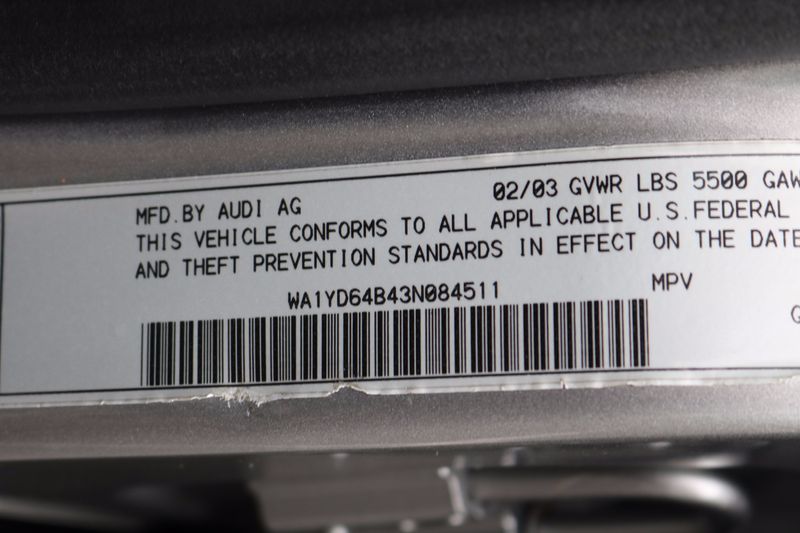 MFD.BY AUDI AG 02/03 GVWR LBS 5500 GAW
THIS VEHICLE CONFORMS TO ALL APPLICABLE U.S.FEDERAL
AND THEFT PREVENTION STANDARDS IN EFFECT ON THE DATE
WA1YD64B43N084511 MPV